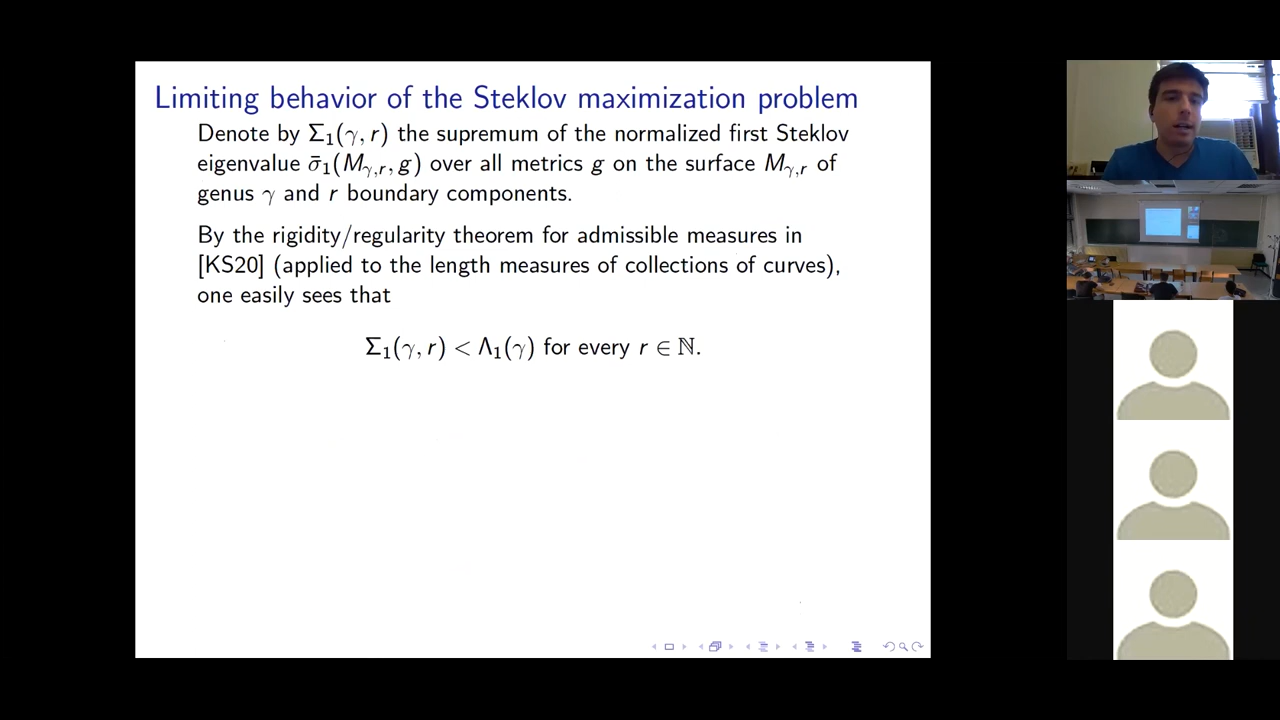 Limiting behavior of the Steklov maximization problem
Denote by Σ₁(γ, r) the supremum of the normalized first Steklov
eigenvalue σ̄₁(M_{γ,r}, g) over all metrics g on the surface M_{γ,r} of
genus γ and r boundary components.
By the rigidity/regularity theorem for admissible measures in
[KS20] (applied to the length measures of collections of curves),
one easily sees that
Σ₁(γ, r) < Λ₁(γ) for every r ∈ ℕ.